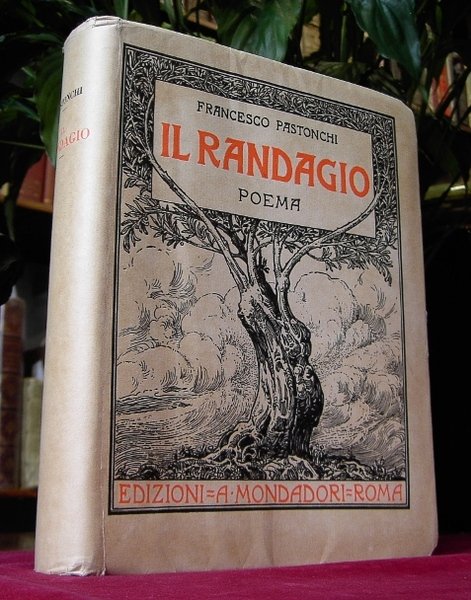 FRANCESCO PASTONCHI
IL RANDAGIO
POEMA
EDIZIONI=A·MONDADORI=ROMA